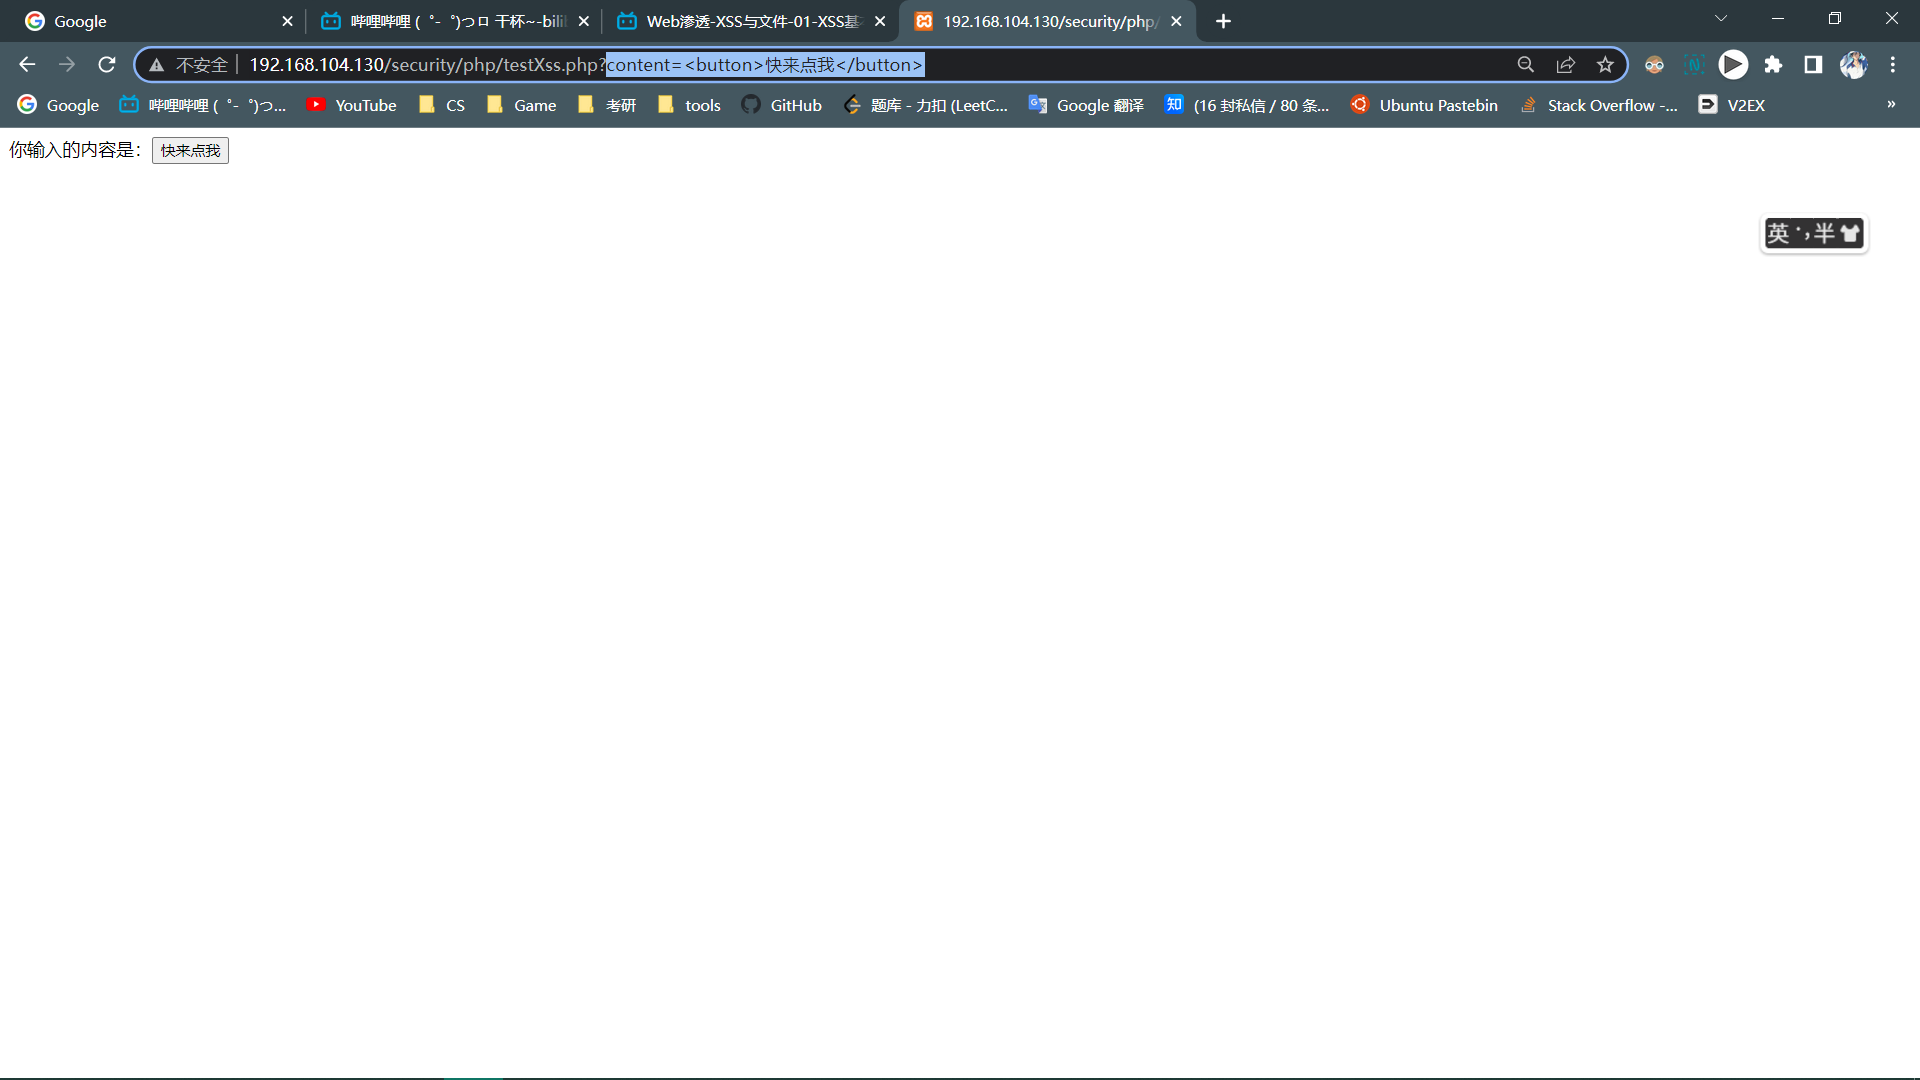 Google
哔哩哔哩 (゜-゜)つロ 干杯~-bili
Web渗透-XSS与文件-01-XSS基
192.168.104.130/security/php/
不安全
192.168.104.130/security/php/testXss.php?content=<button>快来点我</button>
Google
哔哩哔哩 (゜-゜)つ...
YouTube
CS
Game
考研
tools
GitHub
题库 - 力扣 (LeetC...
Google 翻译
知
(16 封私信 / 80 条...
Ubuntu Pastebin
Stack Overflow -...
V2EX
»
你输入的内容是：
快来点我
英 ·, 半